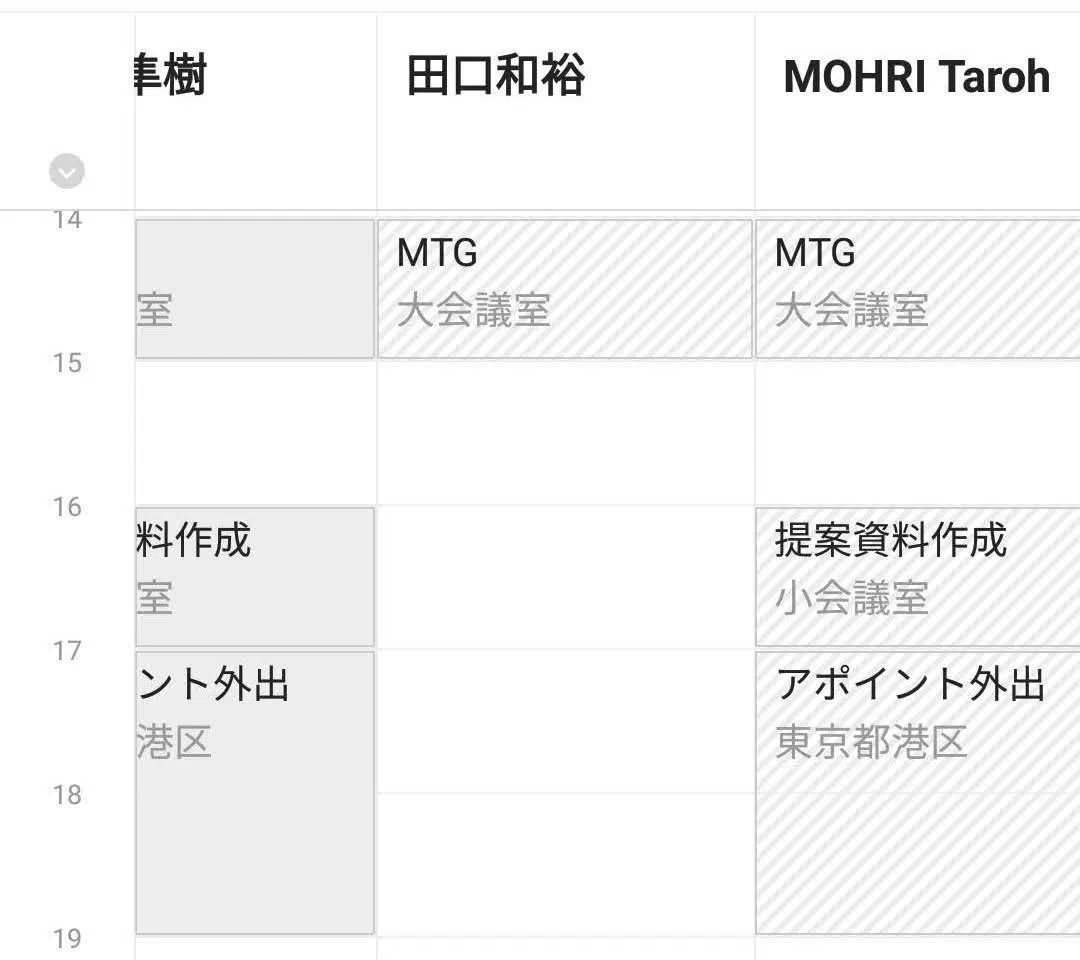 隼樹
田口和裕
MOHRI Taroh
14
室
MTG
大会議室
MTG
大会議室
15
16
料作成
室
提案資料作成
小会議室
17
ント外出
港区
アポイント外出
東京都港区
18
19